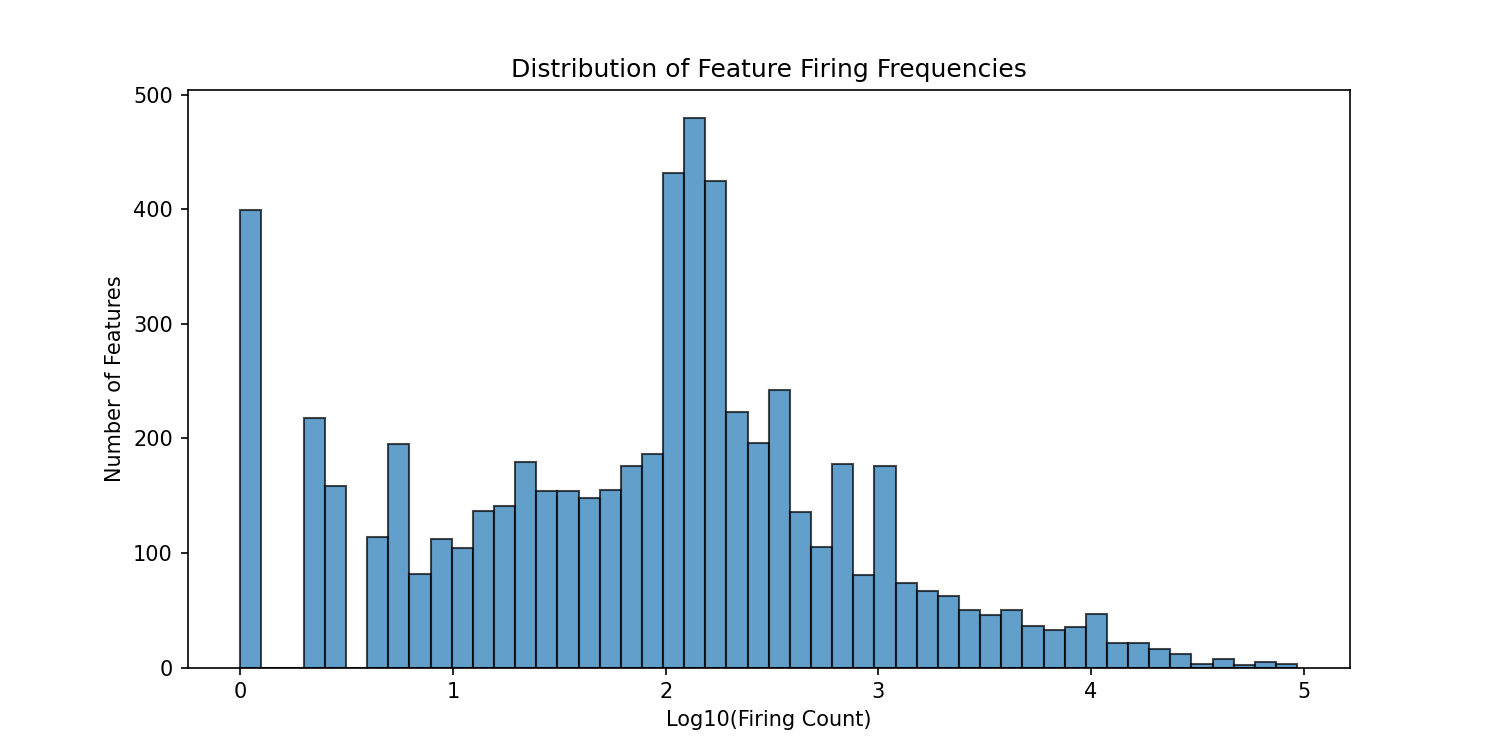 Distribution of Feature Firing Frequencies
500
400
300
200
100
0
Number of Features
0 1 2 3 4 5
Log10(Firing Count)